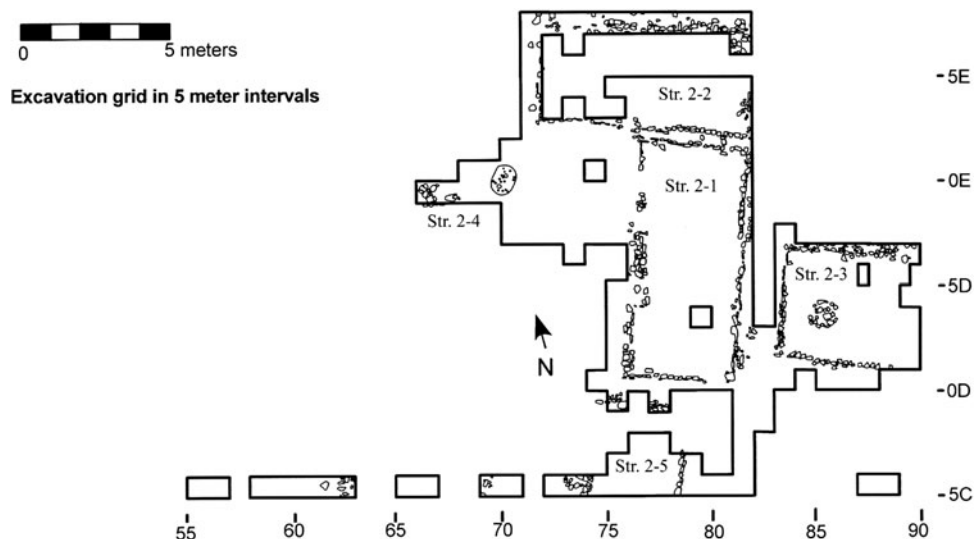 0 5 meters
Excavation grid in 5 meter intervals
5E
Str. 2-2
Str. 2-1
0E
Str. 2-4
Str. 2-3
5D
N
0D
Str. 2-5
5C
55 60 65 70 75 80 85 90